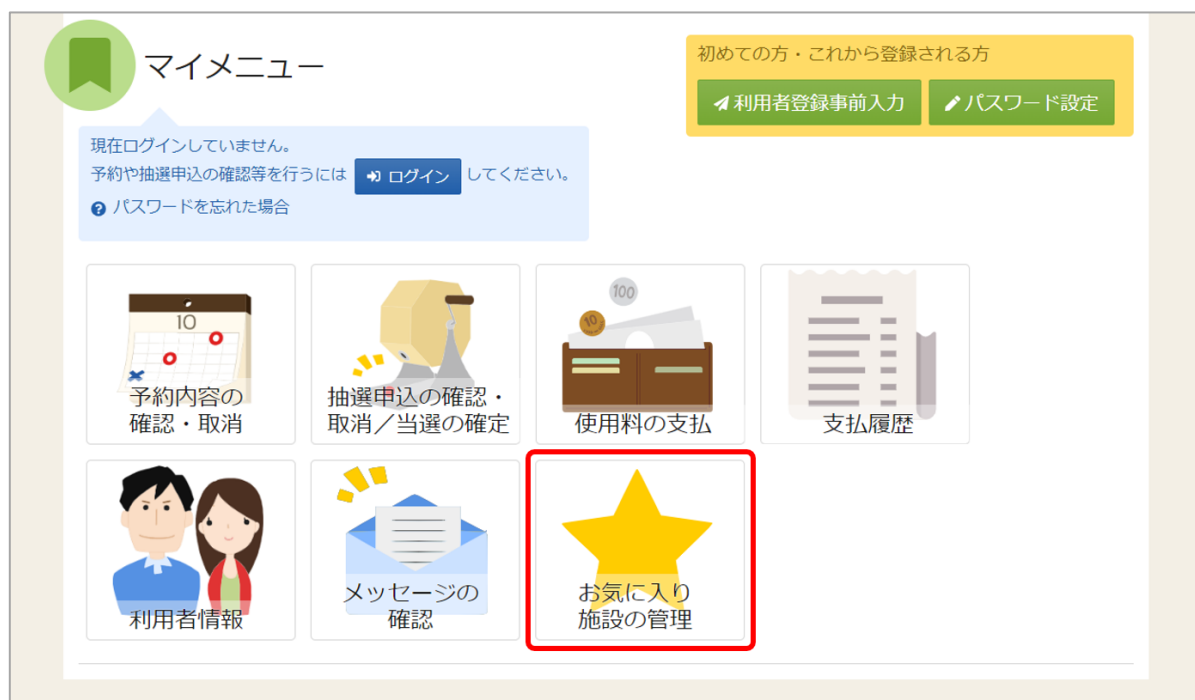 マイメニュー
初めての方・これから登録される方
利用者登録事前入力
パスワード設定
現在ログインしていません。
予約や抽選申込の確認等を行うには ログイン してください。
パスワードを忘れた場合
10
予約内容の
確認・取消
抽選申込の確認・
取消／当選の確定
100
10
使用料の支払
支払履歴
利用者情報
メッセージの
確認
お気に入り
施設の管理